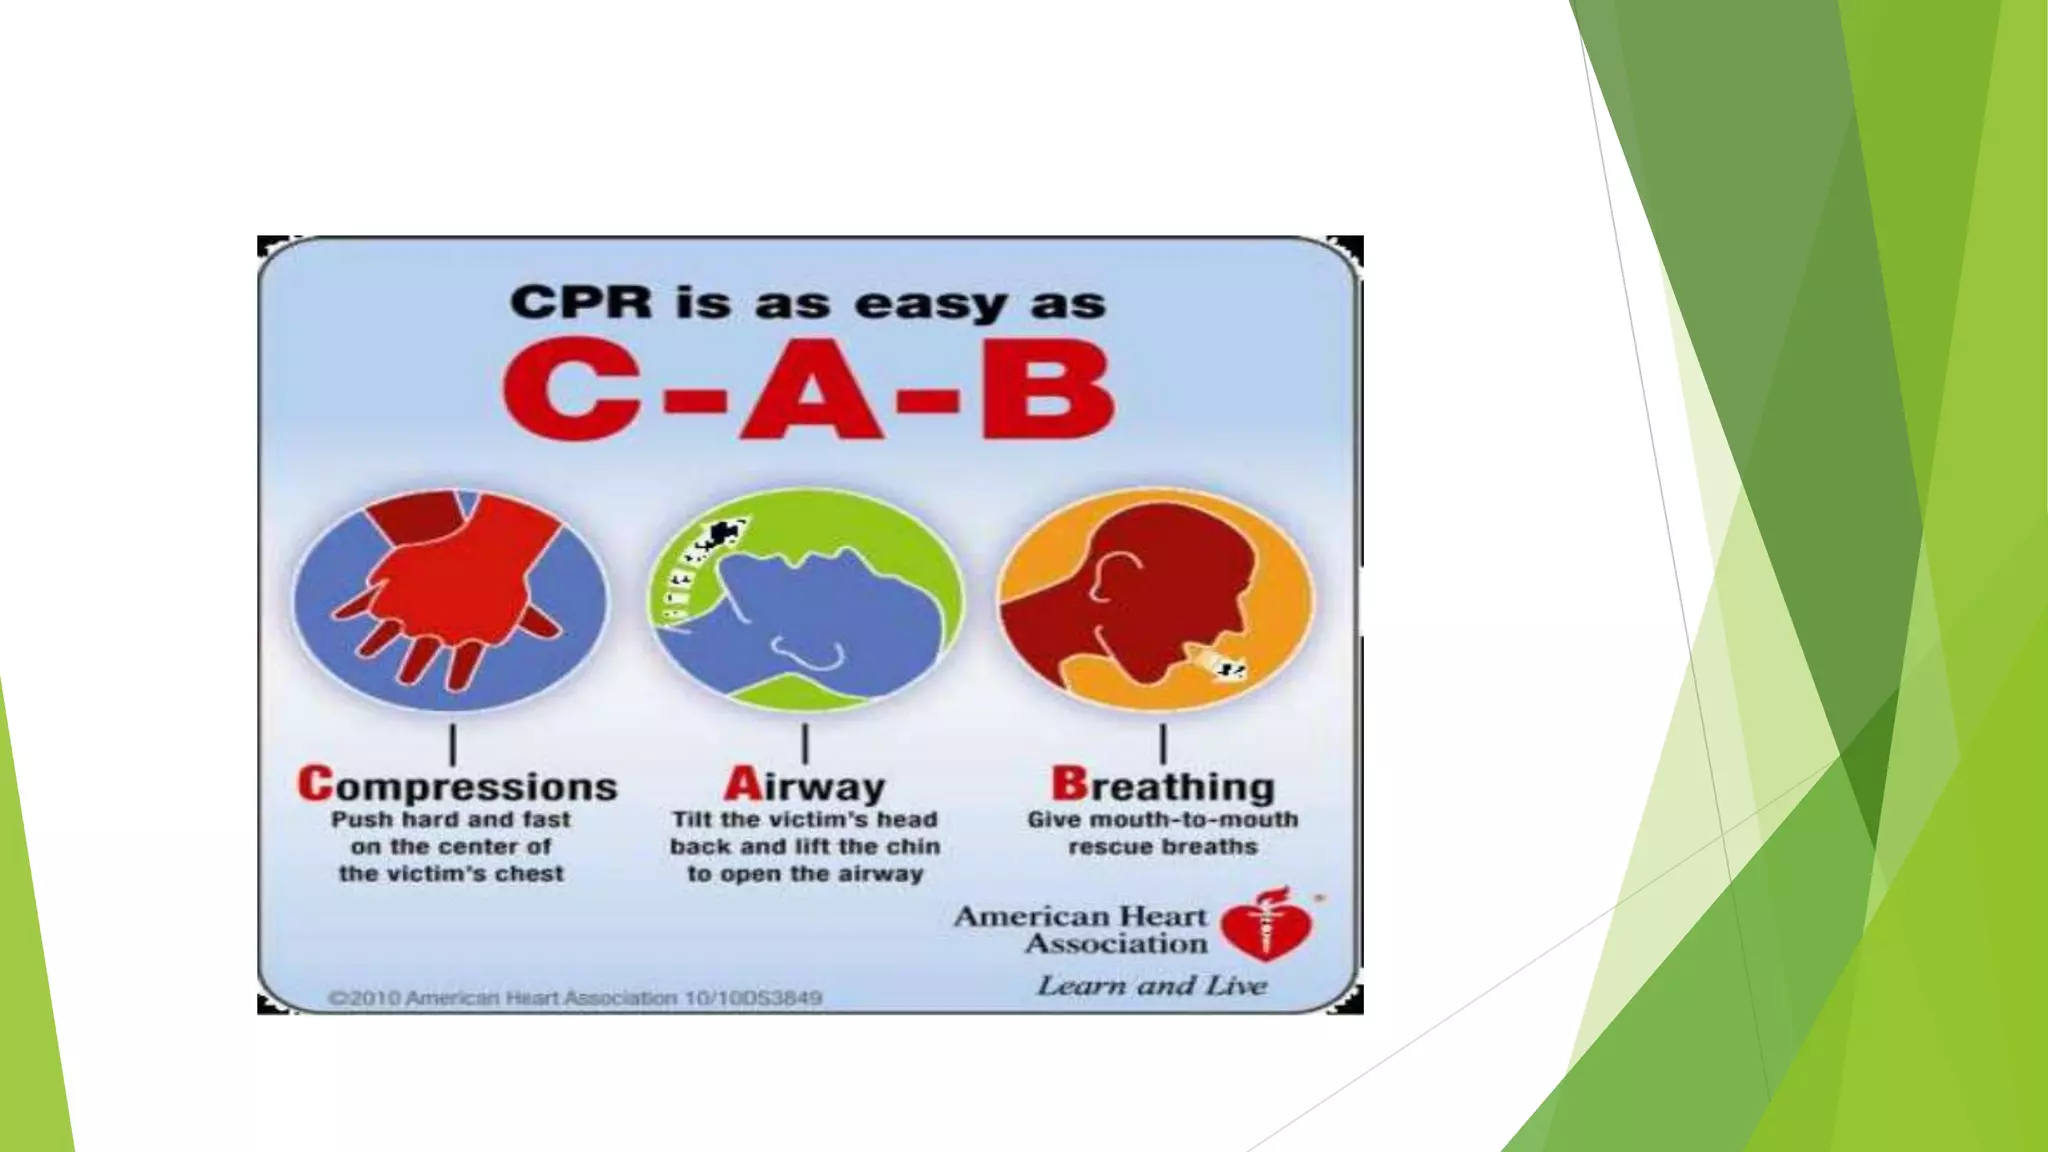 CPR is as easy as
C-A-B
Compressions
Push hard and fast
on the center of
the victim's chest
Airway
Tilt the victim's head
back and lift the chin
to open the airway
Breathing
Give mouth-to-mouth
rescue breaths
American Heart
Association
Learn and Live
©2010 American Heart Association 10/10DS3849